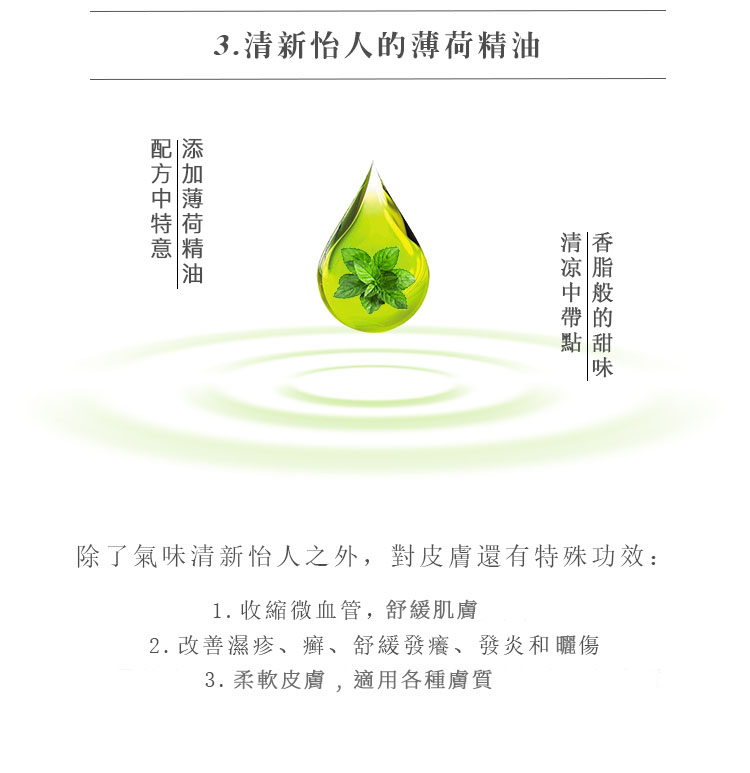 3.清新怡人的薄荷精油
配方中特意
添加薄荷精油
清凉中帶點
香脂般的甜味
除了氣味清新怡人之外，對皮膚還有特殊功效：
1.收縮微血管，舒緩肌膚
2.改善濕疹、癬、舒緩發癢、發炎和曬傷
3.柔軟皮膚，適用各種膚質